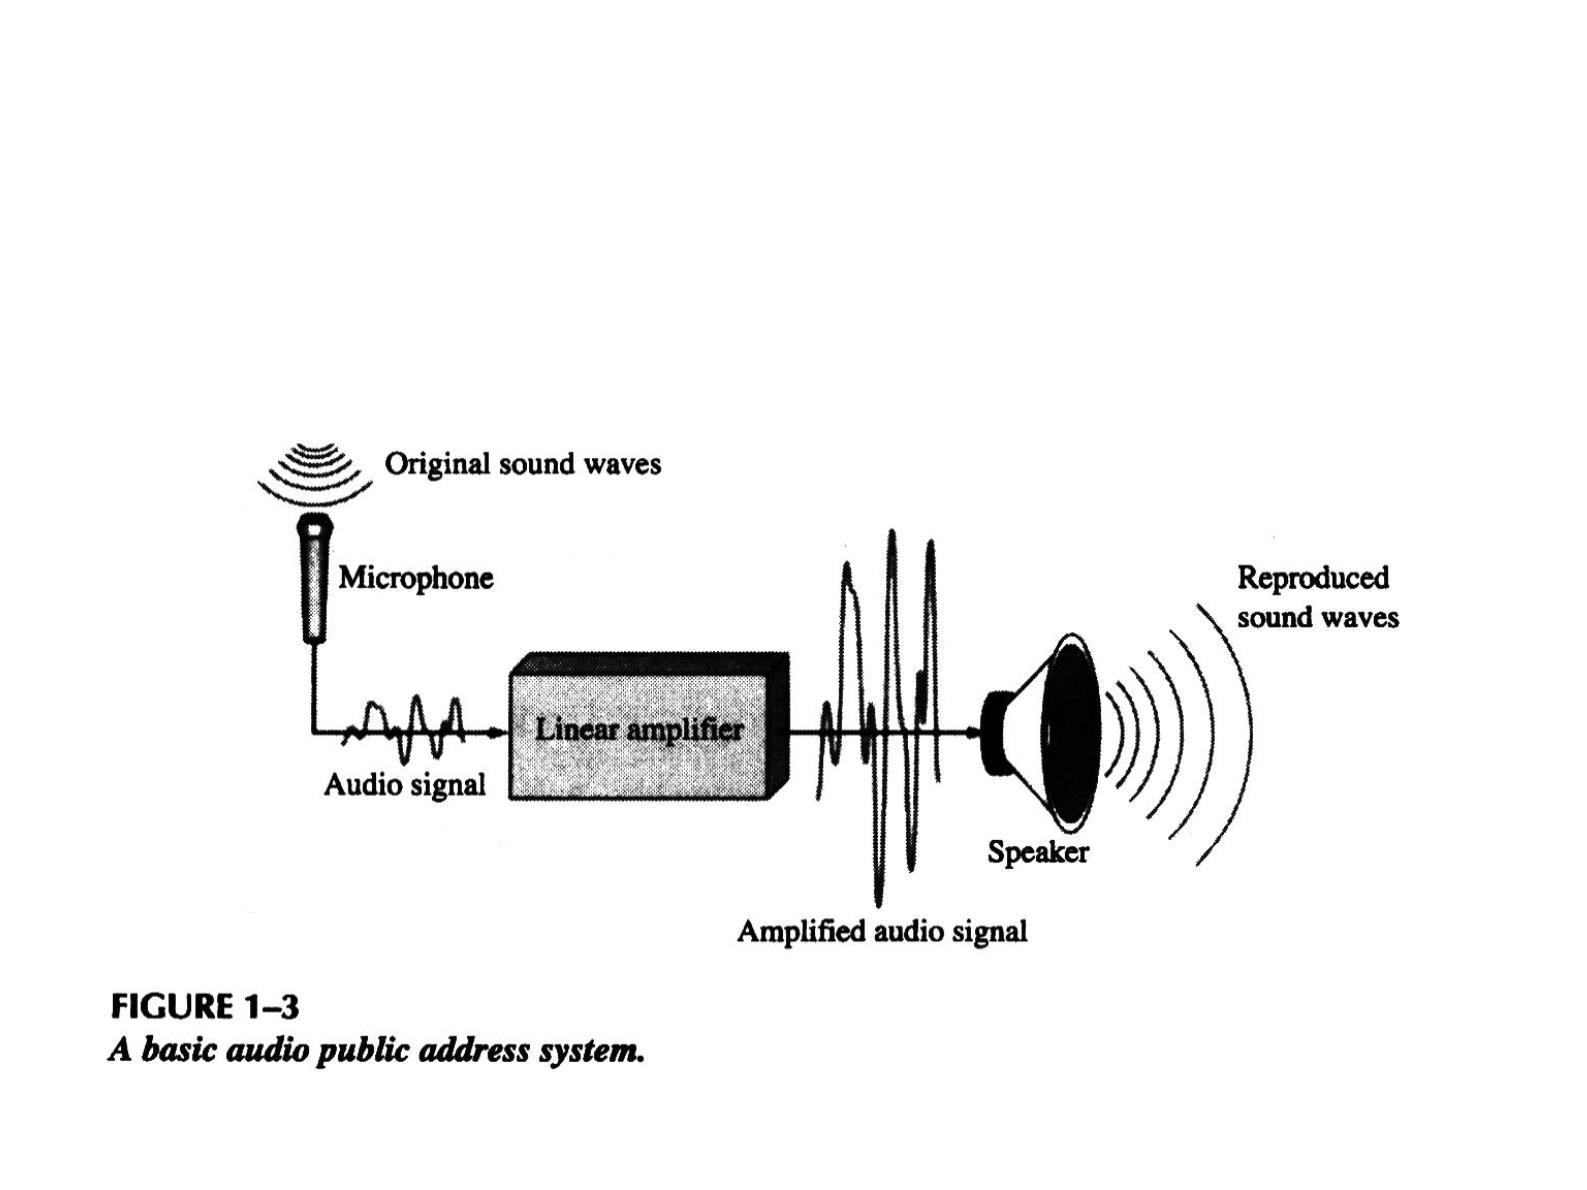 Original sound waves
Microphone
Reproduced
sound waves
Linear amplifier
Audio signal
Speaker
Amplified audio signal
FIGURE 1–3
A basic audio public address system.